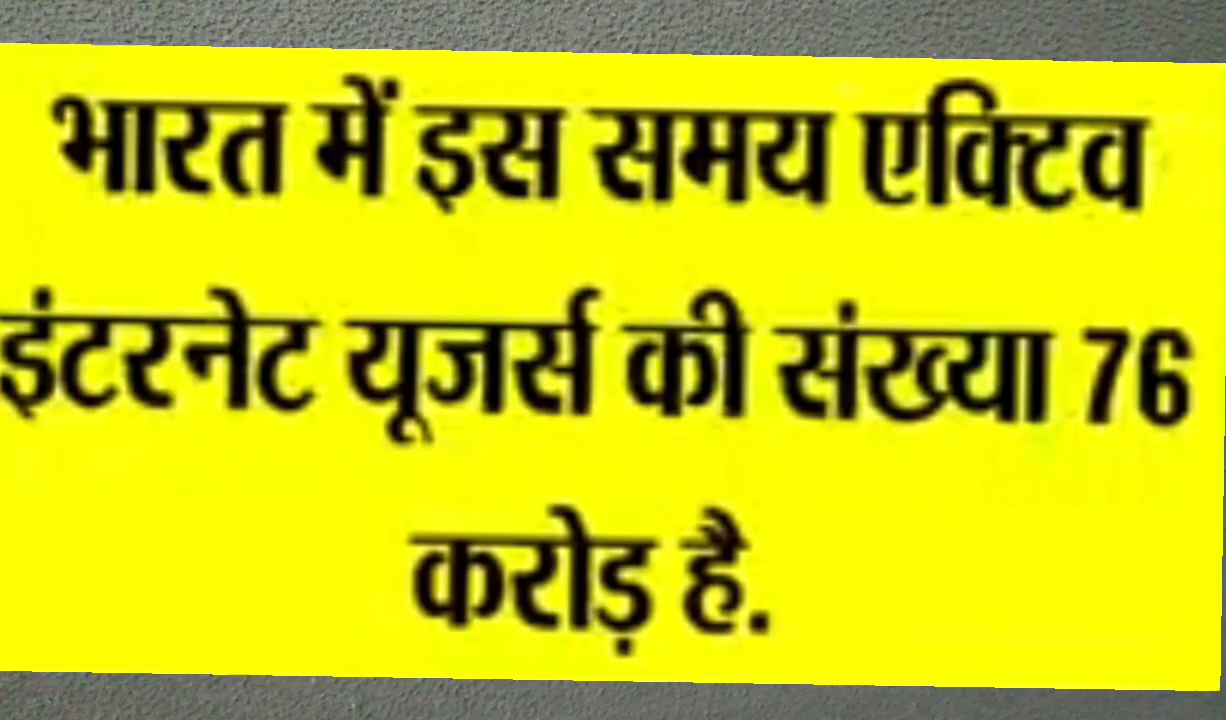 भारत में इस समय एक्टिव
इंटरनेट यूजर्स की संख्या 76
करोड़ है.